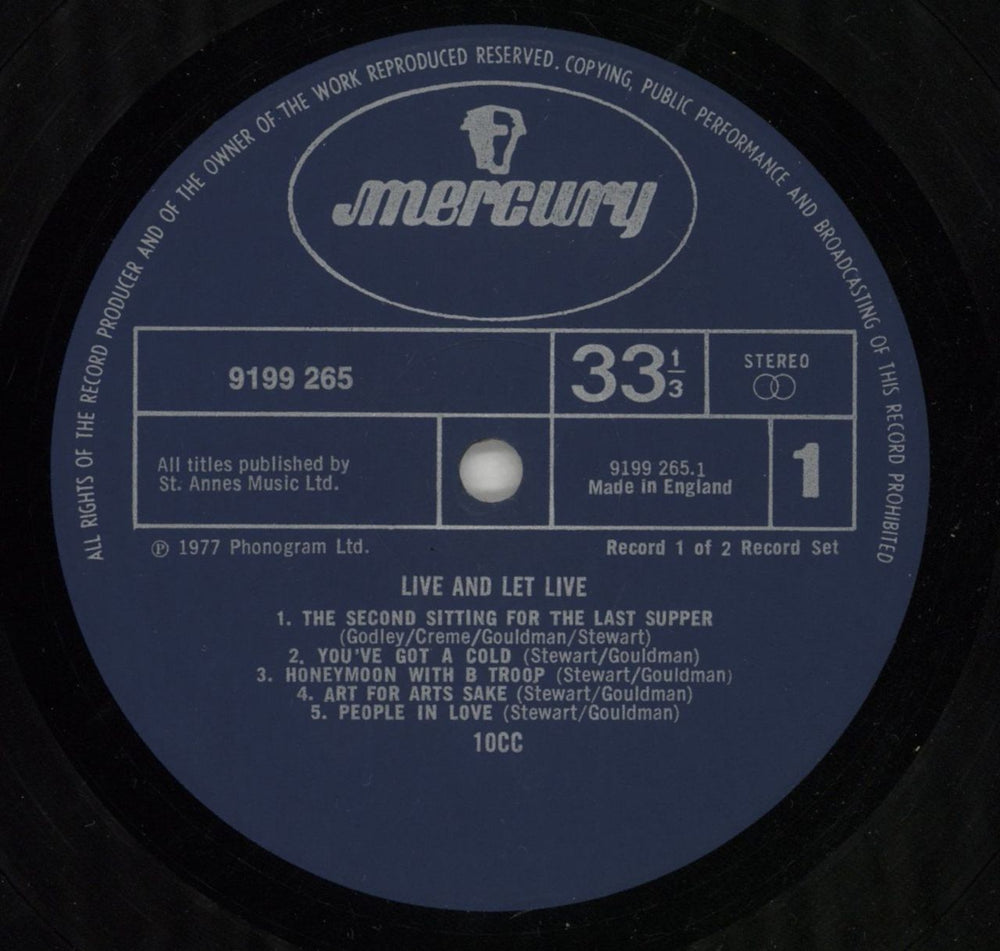 ALL RIGHTS OF THE RECORD PRODUCER AND OF THE OWNER OF THE WORK REPRODUCED RESERVED. COPYING, PUBLIC PERFORMANCE AND BROADCASTING OF THIS RECORD PROHIBITED
mercury
9199 265
33 1/3
STEREO
All titles published by
St. Annes Music Ltd.
9199 265.1
Made in England
1
℗ 1977 Phonogram Ltd.
Record 1 of 2 Record Set
LIVE AND LET LIVE
1. THE SECOND SITTING FOR THE LAST SUPPER
(Godley/Creme/Gouldman/Stewart)
2. YOU'VE GOT A COLD (Stewart/Gouldman)
3. HONEYMOON WITH B TROOP (Stewart/Gouldman)
4. ART FOR ARTS SAKE (Stewart/Gouldman)
5. PEOPLE IN LOVE (Stewart/Gouldman)
10CC